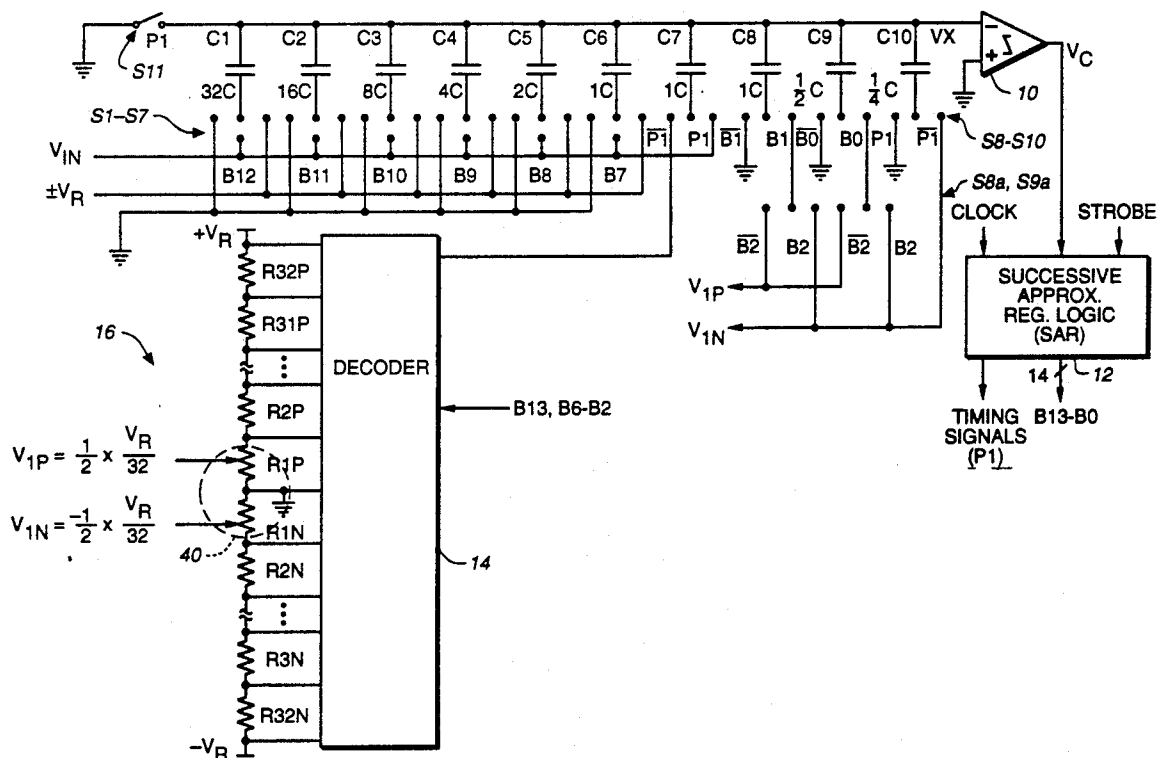 P1
S11
C1 C2 C3 C4 C5 C6 C7 C8 C9 C10 VX
32C 16C 8C 4C 2C 1C 1C 1C 1/2 C 1/4 C
− +
10
V_C
S1–S7
P1̅ P1 B1̅ B1 B0̅ B0 P1 P1̅
S8-S10
V_IN
B12 B11 B10 B9 B8 B7
±V_R
S8a, S9a
B2̅ B2 B2̅ B2
V_1P
V_1N
CLOCK STROBE
SUCCESSIVE
APPROX.
REG. LOGIC
(SAR)
14 12
TIMING
SIGNALS
(P1)
B13-B0
+V_R
R32P
R31P
16
DECODER
R2P
B13, B6-B2
V_1P = 1/2 x V_R/32
R1P
V_1N = −1/2 x V_R/32
R1N
40
14
R2N
R3N
R32N
−V_R